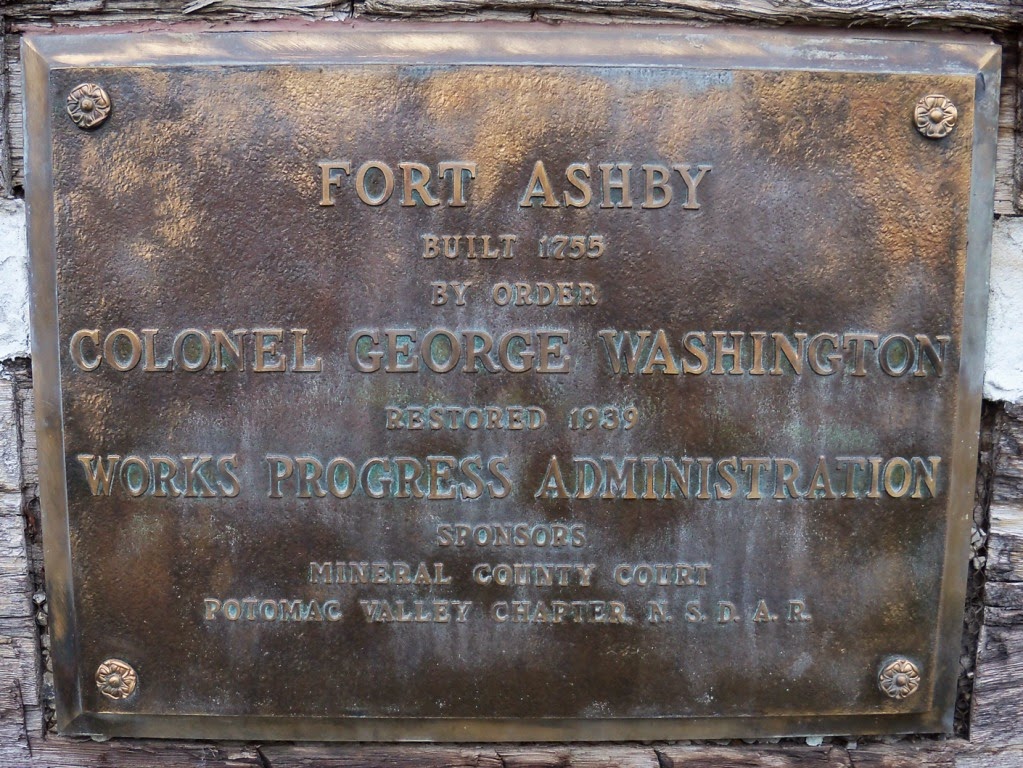 FORT ASHBY
BUILT 1755
BY ORDER
COLONEL GEORGE WASHINGTON
RESTORED 1939
WORKS PROGRESS ADMINISTRATION
SPONSORS
MINERAL COUNTY COURT
POTOMAC VALLEY CHAPTER, N. S. D. A. R.